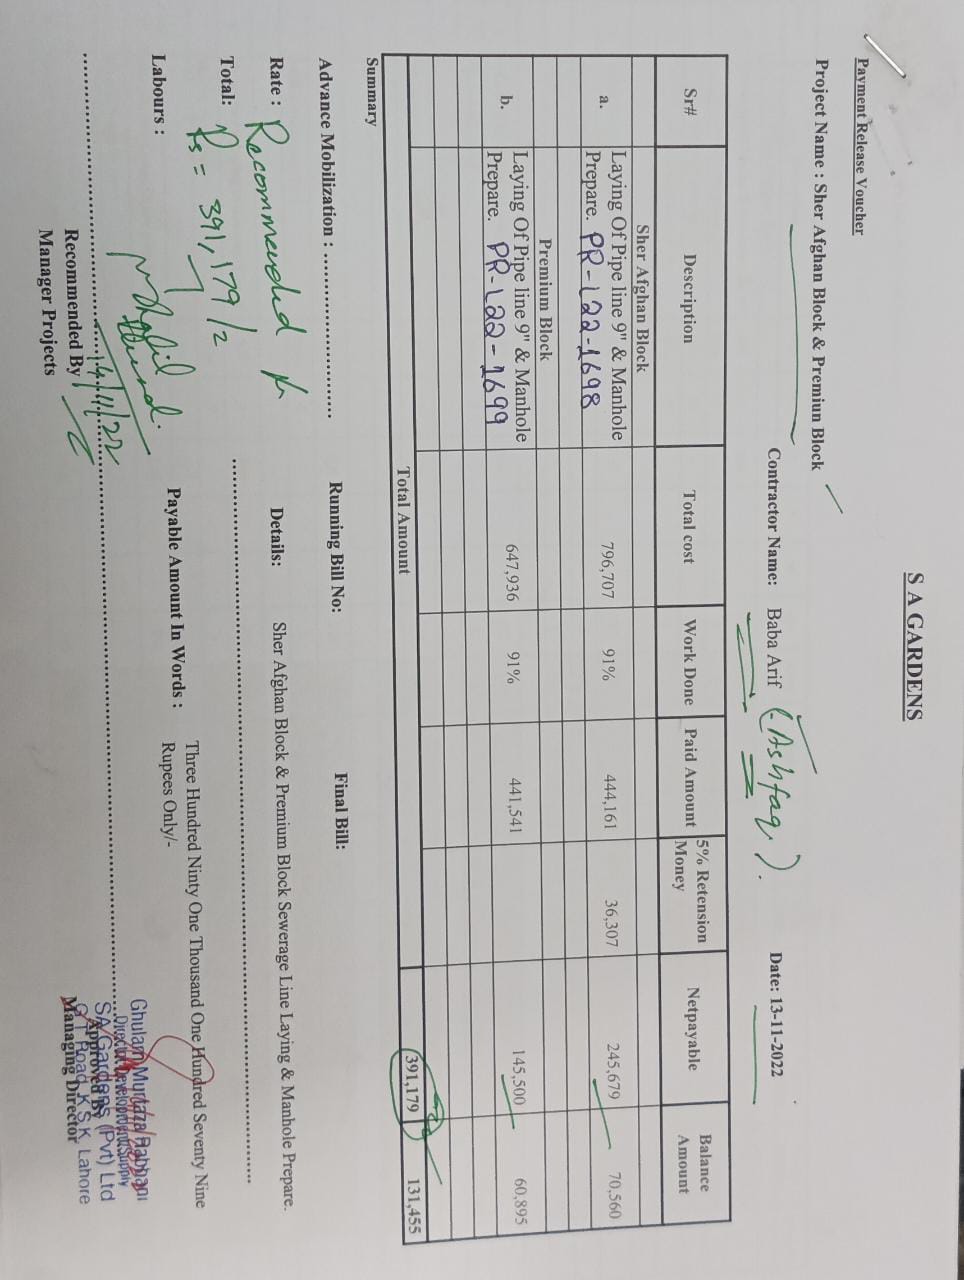 S A GARDENS
Payment Release Voucher
Project Name : Sher Afghan Block & Premiun Block
Contractor Name: Baba Arif (Ashfaq).
Date: 13-11-2022
Sr# Description Total cost Work Done Paid Amount 5% Retension Money Netpayable Balance Amount
Sher Afghan Block
a. Laying Of Pipe line 9" & Manhole Prepare. PR-L22-1698 796,707 91% 444,161 36,307 245,679 70,560
Premium Block
b. Laying Of Pipe line 9" & Manhole Prepare. PR-L22-1699 647,936 91% 441,541 145,500 60,895
Total Amount 391,179 131,455
Summary
Advance Mobilization : ........................
Running Bill No:
Final Bill:
Rate : Recommended
Details: Sher Afghan Block & Premium Block Sewerage Line Laying & Manhole Prepare.
Total: Rs = 391,179/2
Labours :
Payable Amount In Words : Three Hundred Ninty One Thousand One Hundred Seventy Nine
Rupees Only/-
14/11/22
Recommended By
Manager Projects
Ghulam Murtaza Rabbani
Director Development/Supply
SA Gardens (Pvt) Ltd
G T Road K S K Lahore
Approved By
Managing Director